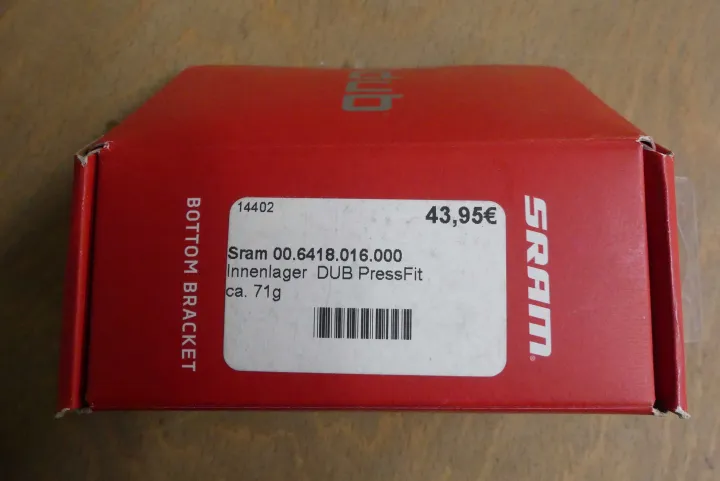 dub
BOTTOM BRACKET
14402
43,95€
Sram 00.6418.016.000
Innenlager DUB PressFit
ca. 71g
SRAM